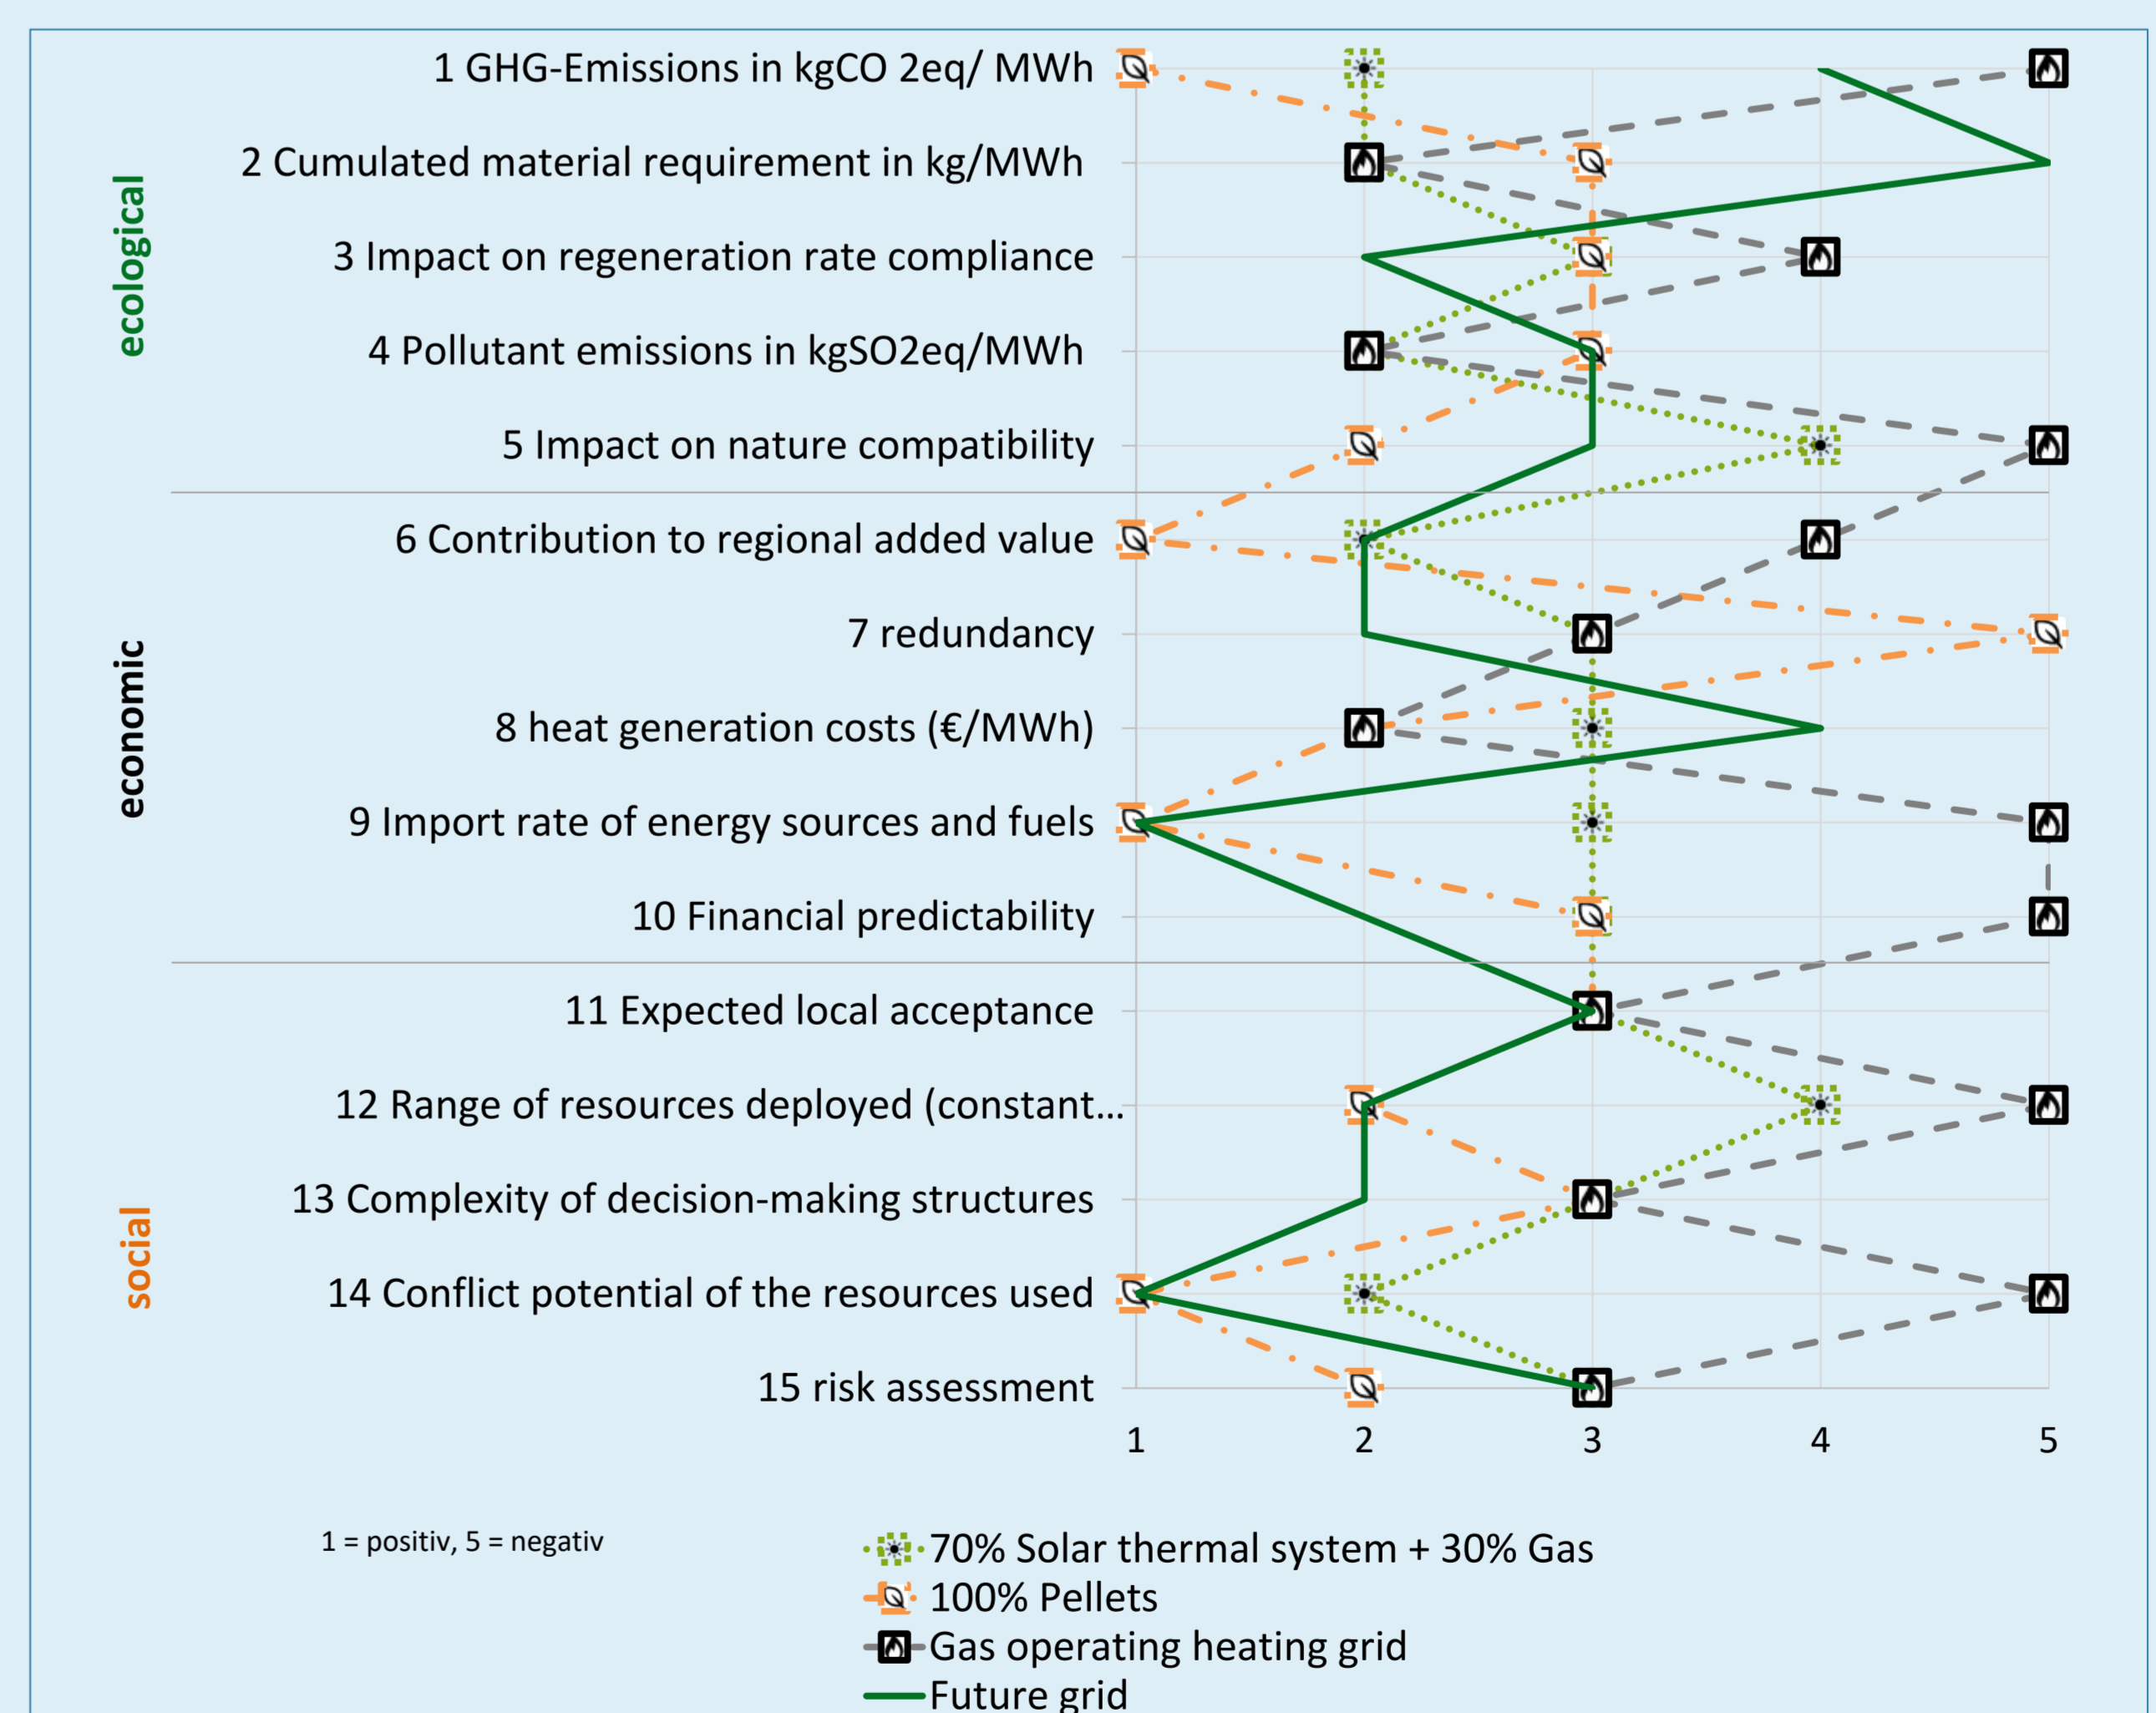 ecological
1 GHG-Emissions in kgCO 2eq/ MWh
2 Cumulated material requirement in kg/MWh
3 Impact on regeneration rate compliance
4 Pollutant emissions in kgSO2eq/MWh
5 Impact on nature compatibility
economic
6 Contribution to regional added value
7 redundancy
8 heat generation costs (€/MWh)
9 Import rate of energy sources and fuels
10 Financial predictability
social
11 Expected local acceptance
12 Range of resources deployed (constant...
13 Complexity of decision-making structures
14 Conflict potential of the resources used
15 risk assessment
1 2 3 4 5
1 = positiv, 5 = negativ
70% Solar thermal system + 30% Gas
100% Pellets
Gas operating heating grid
Future grid